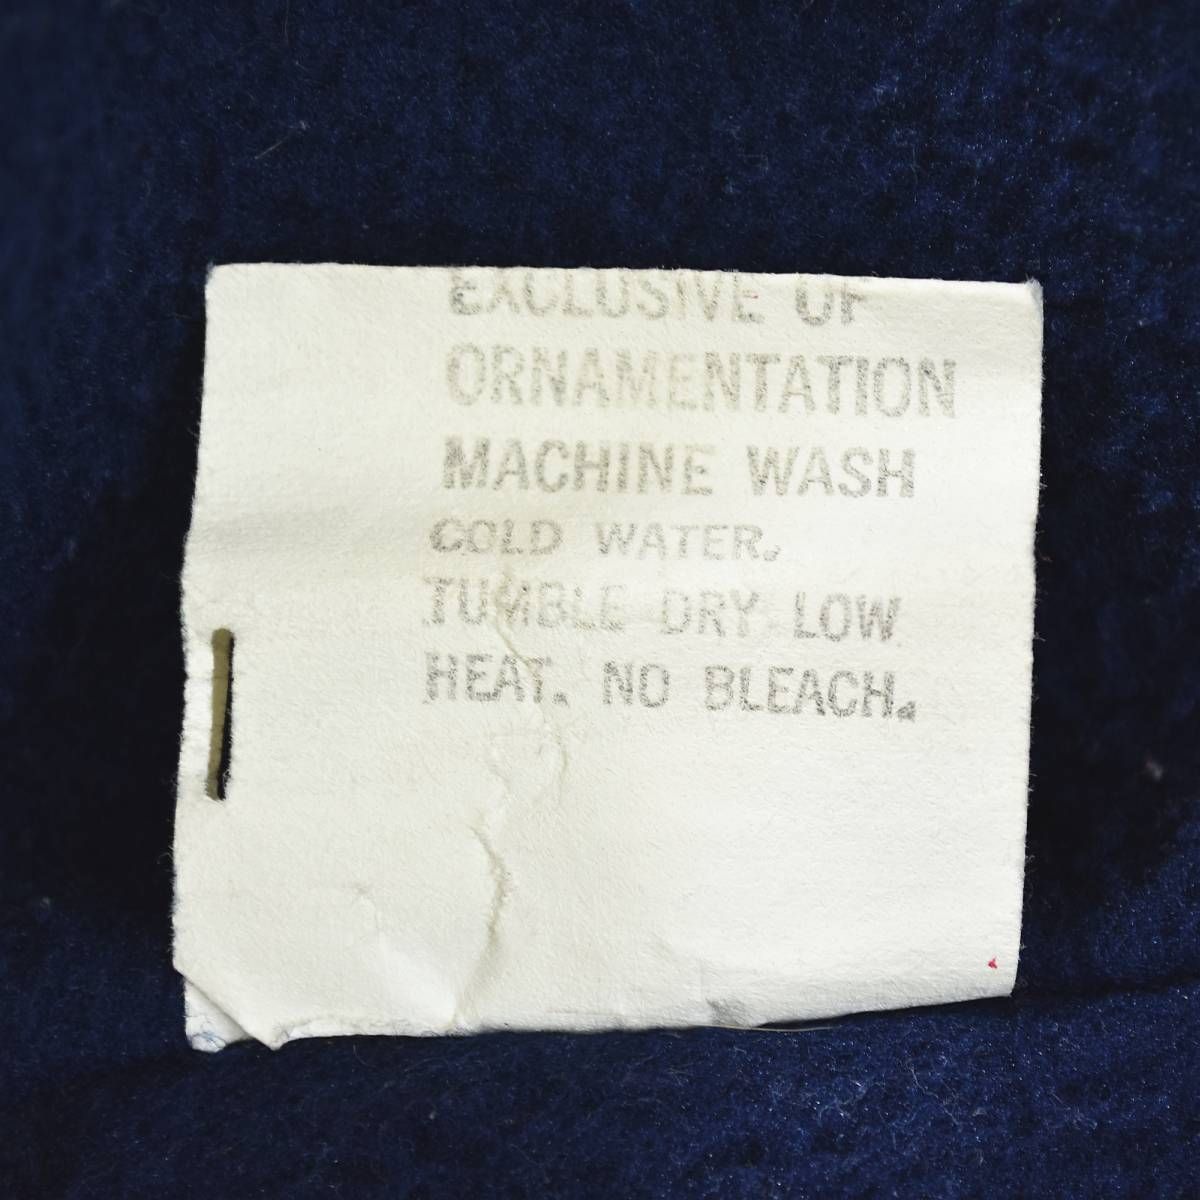 EXCLUSIVE OF
ORNAMENTATION
MACHINE WASH
COLD WATER.
TUMBLE DRY LOW
HEAT. NO BLEACH.